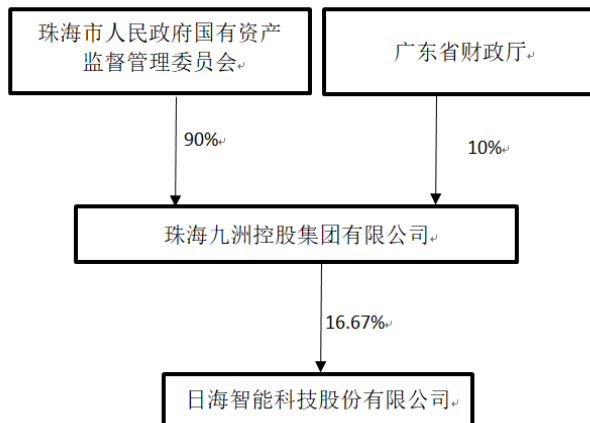 珠海市人民政府国有资产
监督管理委员会
广东省财政厅
90%
10%
珠海九洲控股集团有限公司
16.67%
日海智能科技股份有限公司